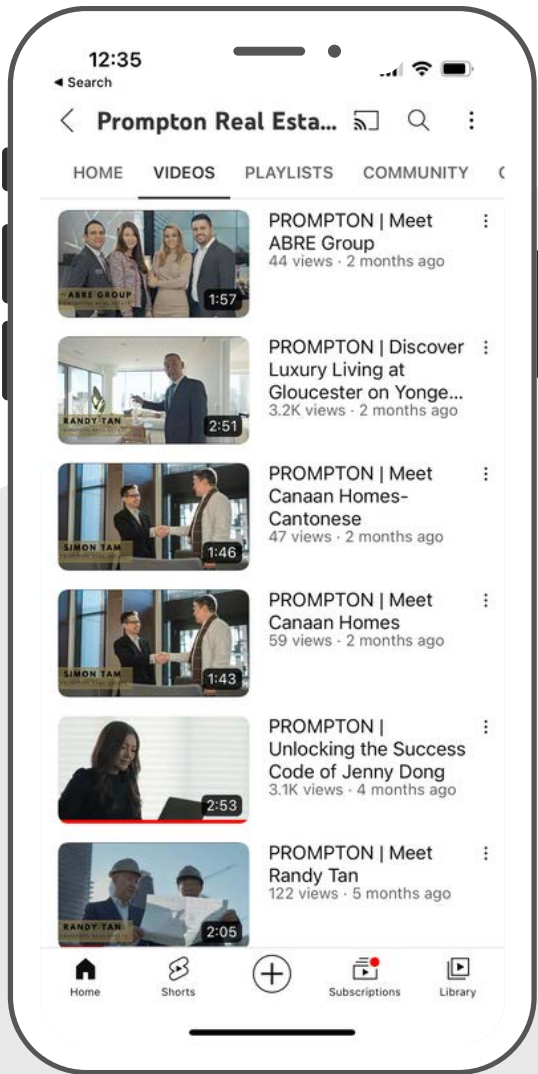 12:35
Search
Prompton Real Esta...
HOME VIDEOS PLAYLISTS COMMUNITY
ABRE GROUP
1:57
PROMPTON | Meet
ABRE Group
44 views · 2 months ago
RANDY TAN
2:51
PROMPTON | Discover
Luxury Living at
Gloucester on Yonge...
3.2K views · 2 months ago
SIMON TAM
1:46
PROMPTON | Meet
Canaan Homes-
Cantonese
47 views · 2 months ago
SIMON TAM
1:43
PROMPTON | Meet
Canaan Homes
59 views · 2 months ago
2:53
PROMPTON |
Unlocking the Success
Code of Jenny Dong
3.1K views · 4 months ago
RANDY TAN
2:05
PROMPTON | Meet
Randy Tan
122 views · 5 months ago
Home Shorts Subscriptions Library